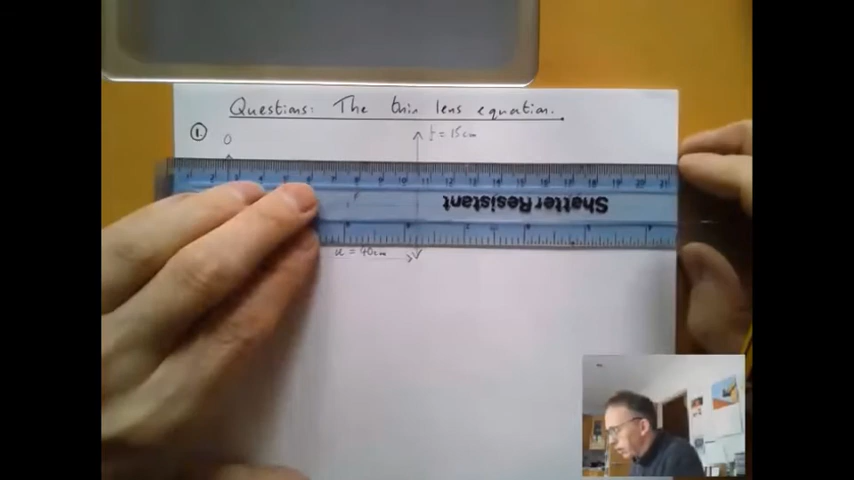 Questions: The thin lens equation.
1.
O
f = 15cm
Shatter Resistant
u = 40cm